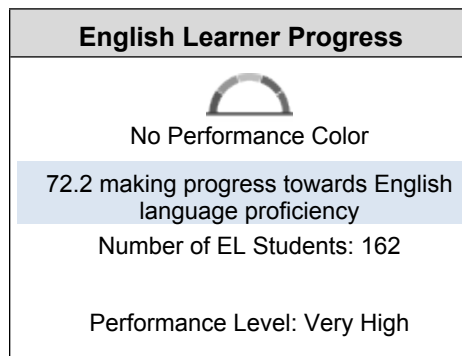 English Learner Progress
No Performance Color
72.2 making progress towards English
language proficiency
Number of EL Students: 162
Performance Level: Very High